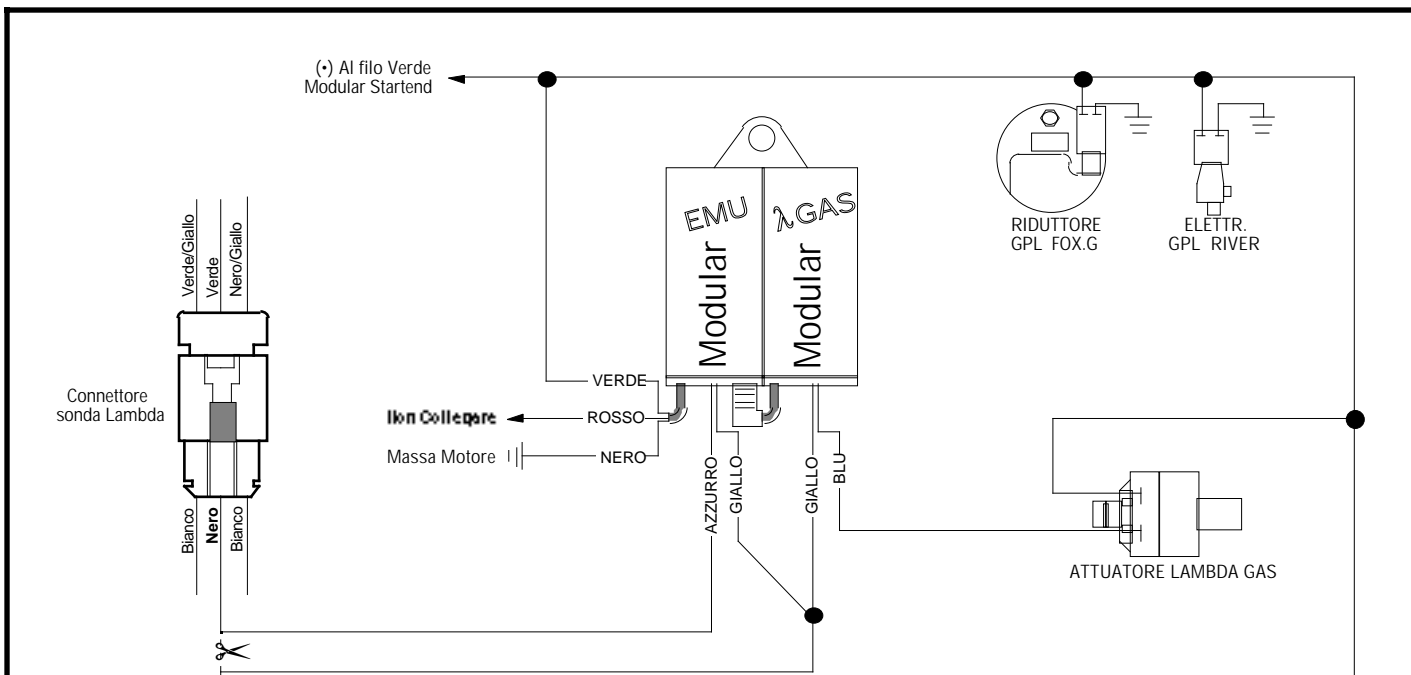 (•) Al filo Verde
Modular Startend
EMU
λ GAS
Modular
Modular
RIDUTTORE
GPL FOX.G
ELETTR.
GPL RIVER
Verde/Giallo
Verde
Nero/Giallo
Connettore
sonda Lambda
VERDE
Non Collegare
ROSSO
Massa Motore
NERO
AZZURRO
GIALLO
GIALLO
BLU
Bianco
Nero
Bianco
ATTUATORE LAMBDA GAS